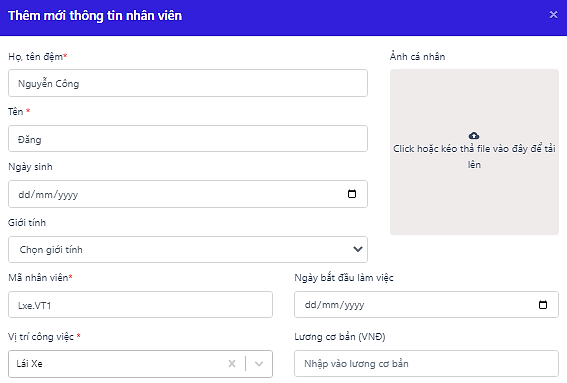 Thêm mới thông tin nhân viên ×
Họ, tên đệm*
Ảnh cá nhân
Nguyễn Công
Tên *
Đăng
Click hoặc kéo thả file vào đây để tải
lên
Ngày sinh
dd/mm/yyyy
Giới tính
Chọn giới tính
Mã nhân viên*
Ngày bắt đầu làm việc
Lxe.VT1
dd/mm/yyyy
Vị trí công việc *
Lương cơ bản (VNĐ)
Lái Xe
Nhập vào lương cơ bản